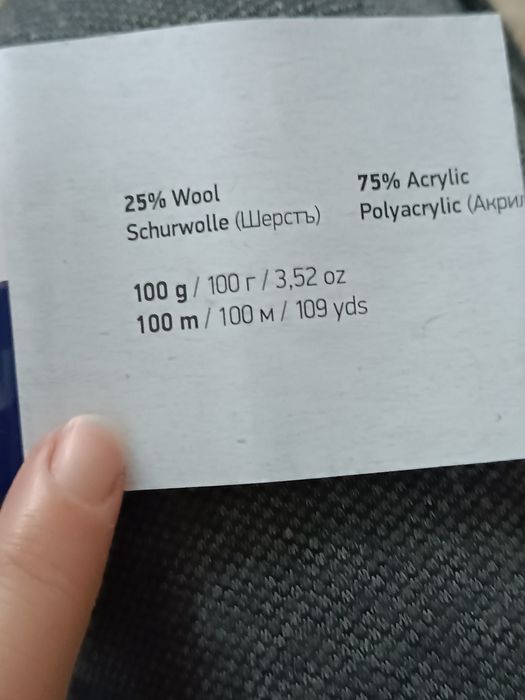 25% Wool
Schurwolle (Шерсть)
75% Acrylic
Polyacrylic
100 g / 100 г / 3,52 oz
100 m / 100 м / 109 yds